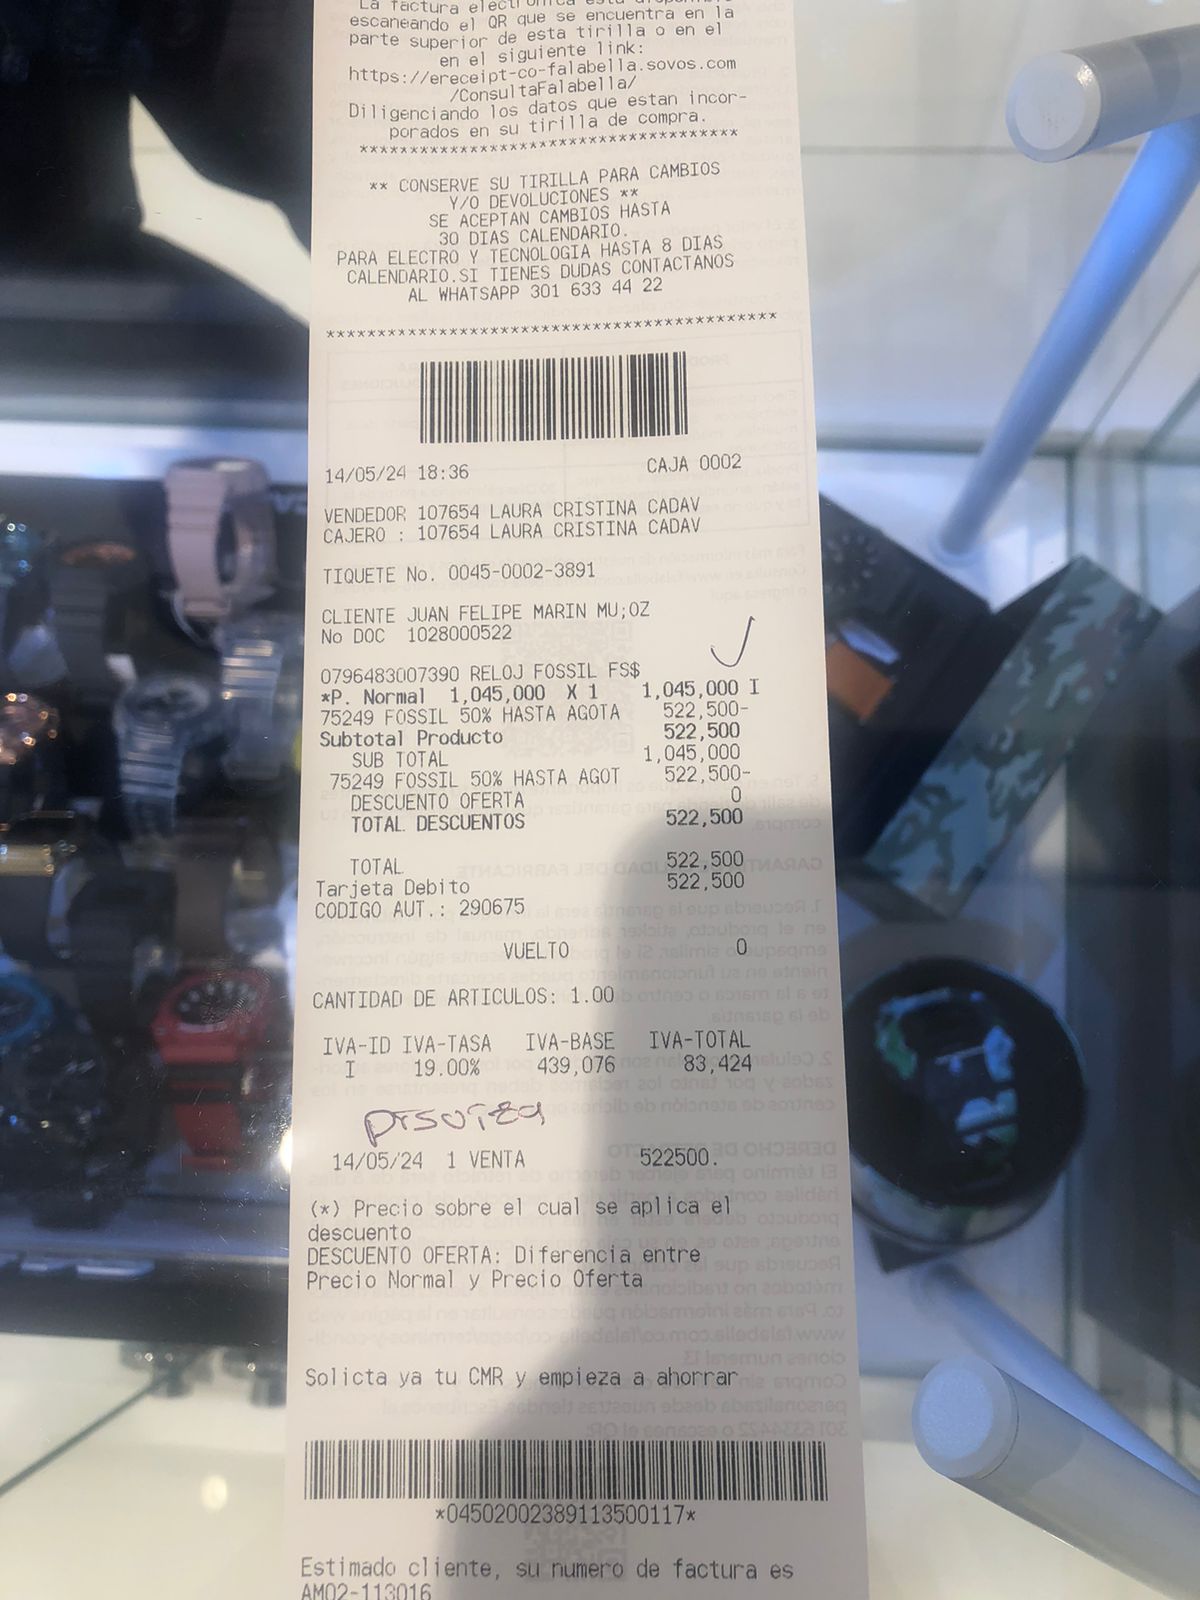 La factura electrónica está disponible
escaneando el QR que se encuentra en la
parte superior de esta tirilla o en el
en el siguiente link:
https://ereceipt-co-falabella.sovos.com
/ConsultaFalabella/
Diligenciando los datos que estan incor-
porados en su tirilla de compra.
*************************************
** CONSERVE SU TIRILLA PARA CAMBIOS
Y/O DEVOLUCIONES **
SE ACEPTAN CAMBIOS HASTA
30 DIAS CALENDARIO.
PARA ELECTRO Y TECNOLOGIA HASTA 8 DIAS
CALENDARIO.SI TIENES DUDAS CONTACTANOS
AL WHATSAPP 301 633 44 22
********************************************
14/05/24 18:36 CAJA 0002
VENDEDOR 107654 LAURA CRISTINA CADAV
CAJERO : 107654 LAURA CRISTINA CADAV
TIQUETE No. 0045-0002-3891
CLIENTE JUAN FELIPE MARIN MU;OZ
No DOC 1028000522
0796483007390 RELOJ FOSSIL FS$
*P. Normal 1,045,000 X 1 1,045,000 I
75249 FOSSIL 50% HASTA AGOTA 522,500-
Subtotal Producto 522,500
SUB TOTAL 1,045,000
75249 FOSSIL 50% HASTA AGOT 522,500-
DESCUENTO OFERTA 0
TOTAL DESCUENTOS 522,500
TOTAL 522,500
Tarjeta Debito 522,500
CODIGO AUT.: 290675
VUELTO 0
CANTIDAD DE ARTICULOS: 1.00
IVA-ID IVA-TASA IVA-BASE IVA-TOTAL
I 19.00% 439,076 83,424
14/05/24 1 VENTA 522500.
(*) Precio sobre el cual se aplica el
descuento
DESCUENTO OFERTA: Diferencia entre
Precio Normal y Precio Oferta
Solicta ya tu CMR y empieza a ahorrar
*04502002389113500117*
Estimado cliente, su numero de factura es
AM02-113016